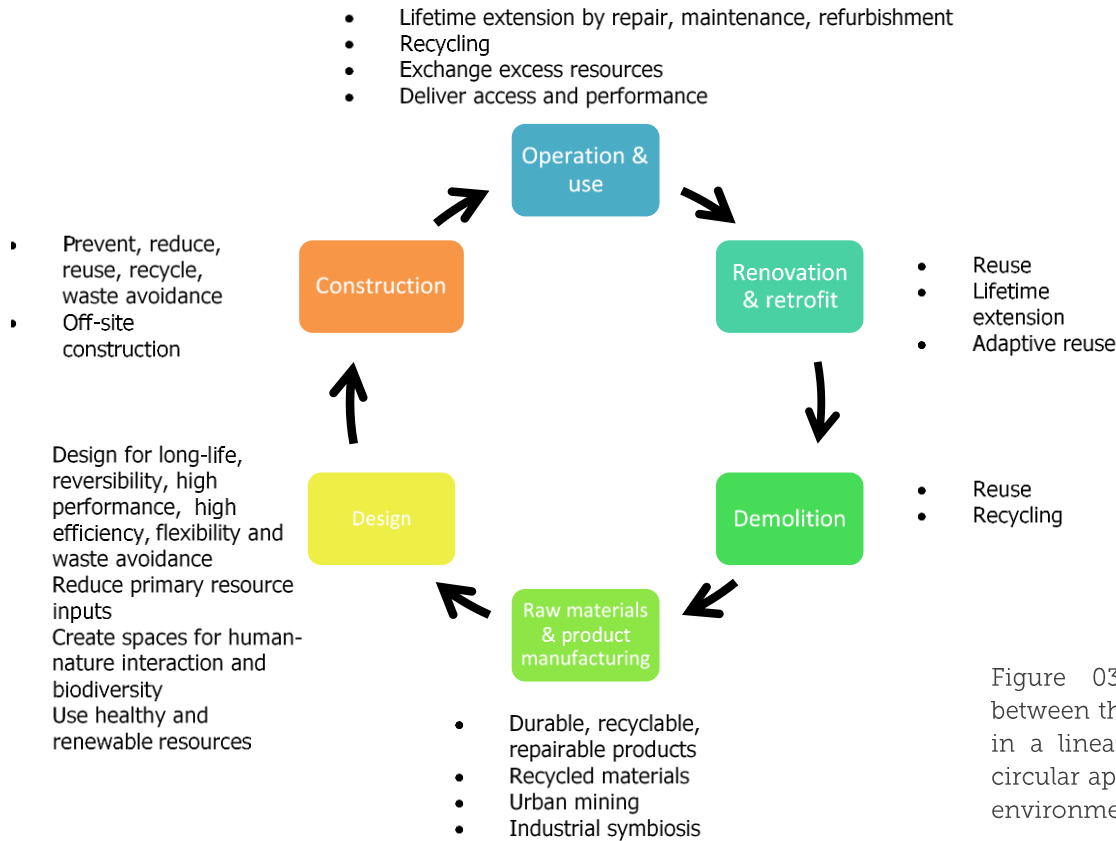 • Lifetime extension by repair, maintenance, refurbishment
• Recycling
• Exchange excess resources
• Deliver access and performance
Operation &
use
• Prevent, reduce,
reuse, recycle,
waste avoidance
• Off-site
construction
Construction
Renovation
& retrofit
• Reuse
• Lifetime
extension
• Adaptive reuse
Design for long-life,
reversibility, high
performance, high
efficiency, flexibility and
waste avoidance
Reduce primary resource
inputs
Create spaces for human-
nature interaction and
biodiversity
Use healthy and
renewable resources
Design
Demolition
• Reuse
• Recycling
Raw materials
& product
manufacturing
• Durable, recyclable,
repairable products
• Recycled materials
• Urban mining
• Industrial symbiosis
Figure 03
between th
in a linea
circular ap
environme